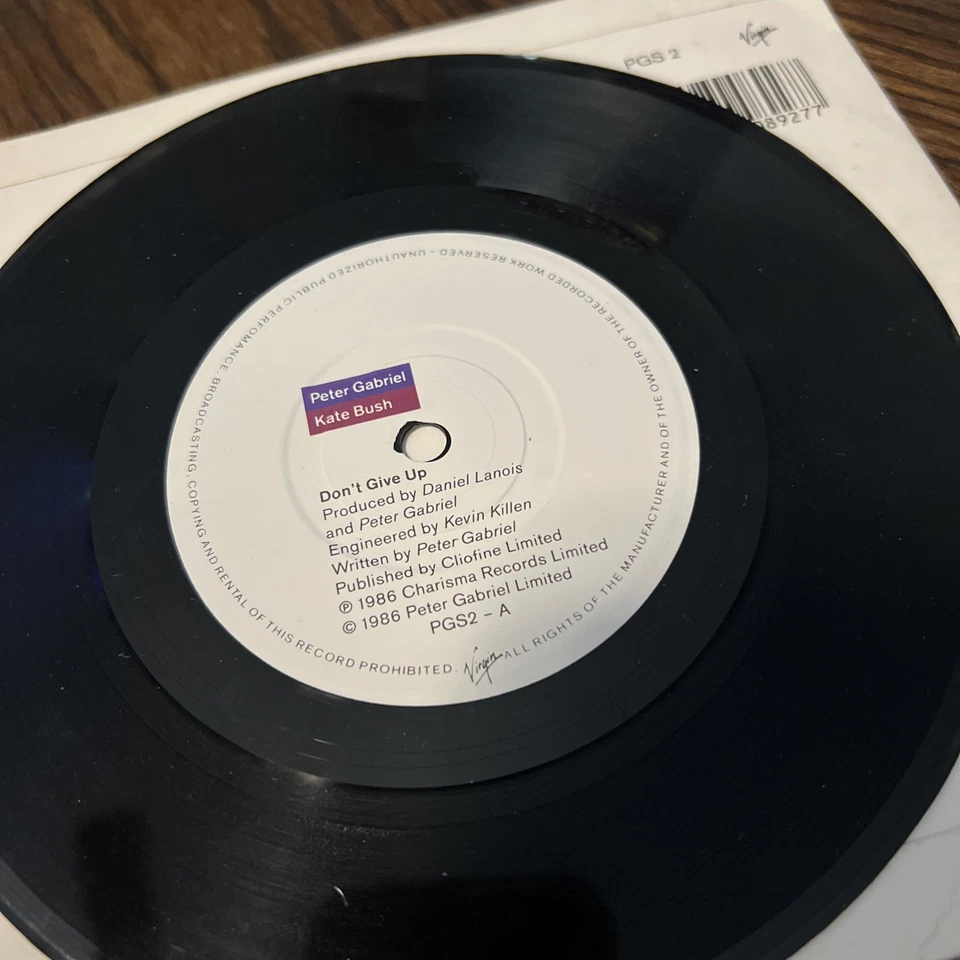 PGS 2
Virgin
089277
Peter Gabriel
Kate Bush
Don't Give Up
Produced by Daniel Lanois
and Peter Gabriel
Engineered by Kevin Killen
Written by Peter Gabriel
Published by Cliofine Limited
℗ 1986 Charisma Records Limited
© 1986 Peter Gabriel Limited
PGS2 – A
Virgin
ALL RIGHTS OF THE MANUFACTURER AND OF THE OWNER OF THE RECORDED WORK RESERVED – UNAUTHORIZED PUBLIC PERFOMANCE, BROADCASTING, COPYING AND RENTAL OF THIS RECORD PROHIBITED.